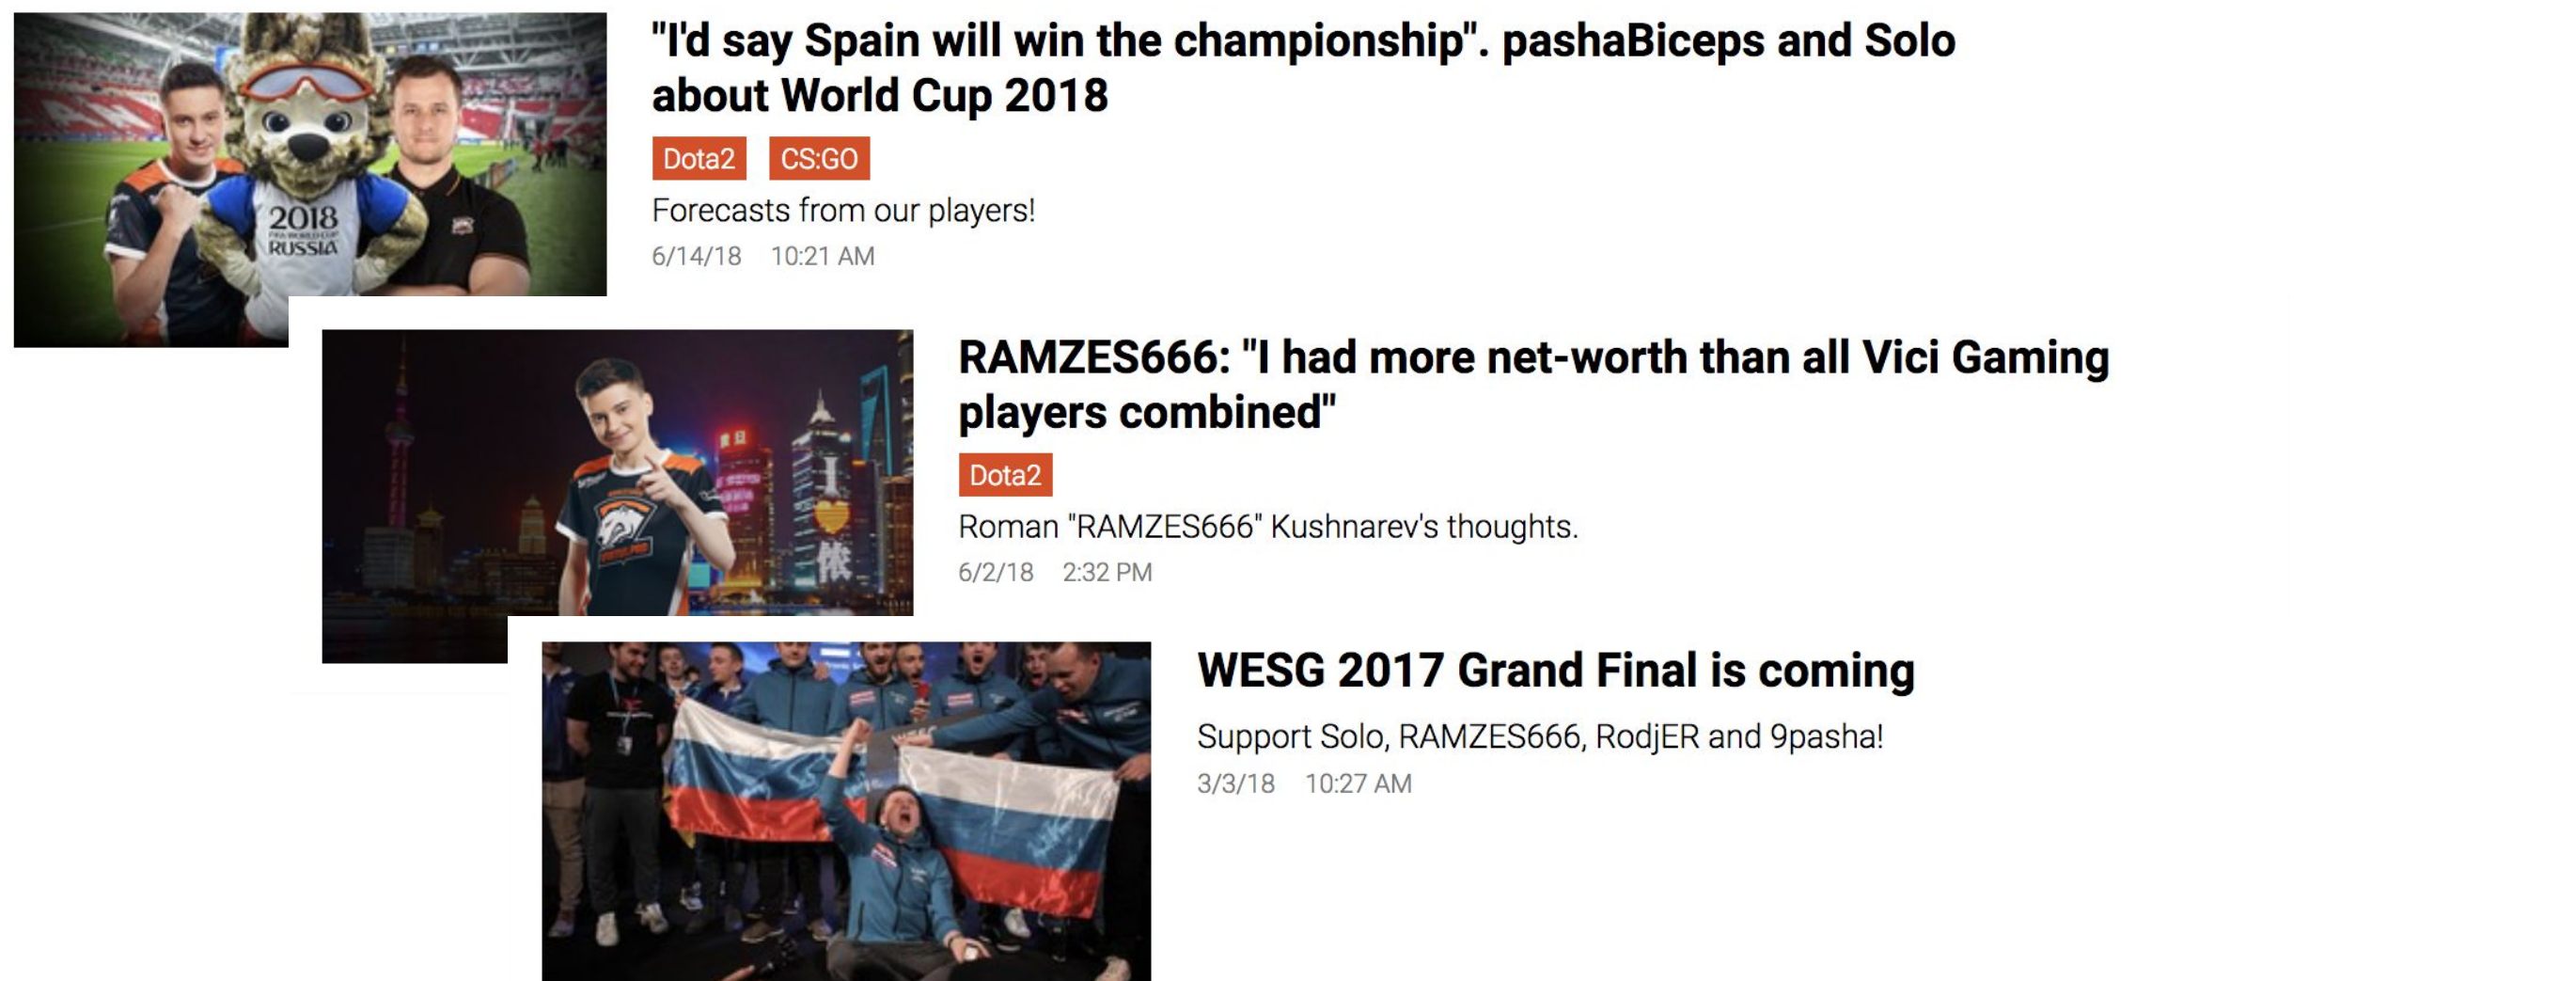 "I'd say Spain will win the championship". pashaBiceps and Solo
about World Cup 2018
Dota2 CS:GO
Forecasts from our players!
6/14/18 10:21 AM
2018
FIFA WORLD CUP
RUSSIA
RAMZES666: "I had more net-worth than all Vici Gaming
players combined"
Dota2
Roman "RAMZES666" Kushnarev's thoughts.
6/2/18 2:32 PM
I
WESG 2017 Grand Final is coming
Support Solo, RAMZES666, RodjER and 9pasha!
3/3/18 10:27 AM